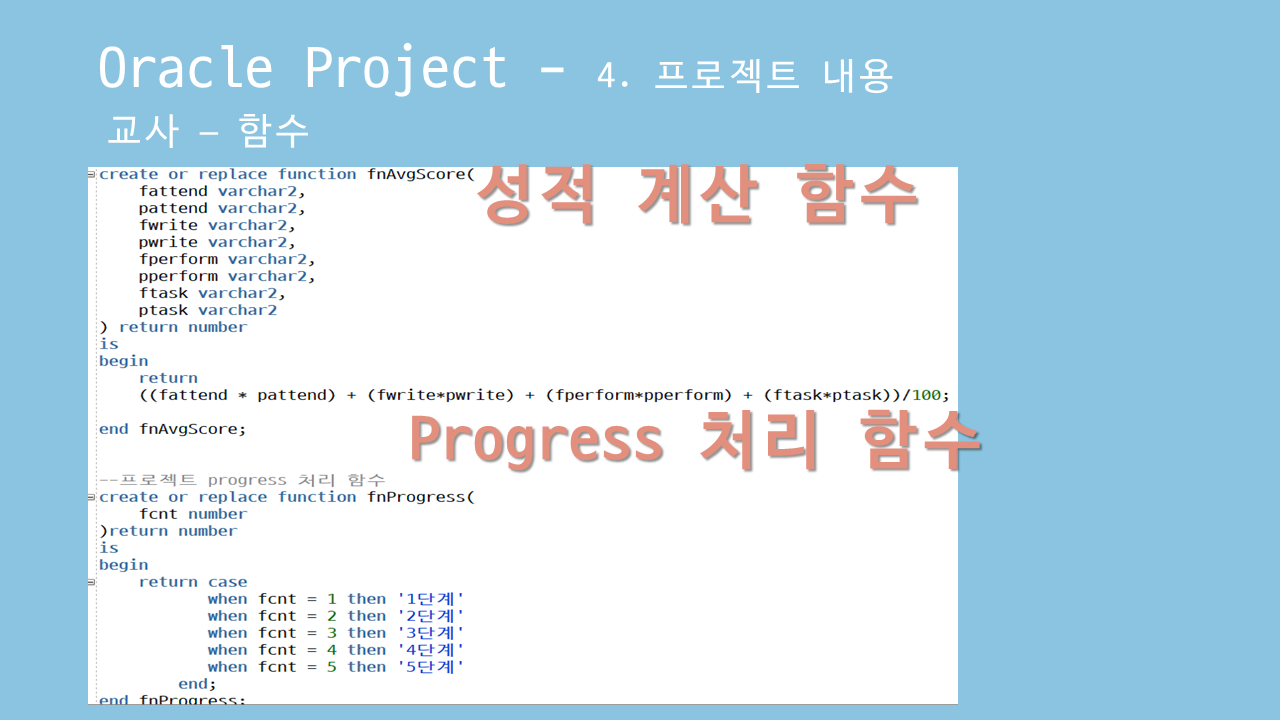 Oracle Project - 4. 프로젝트 내용
교사 – 함수
성적 계산 함수
create or replace function fnAvgScore(
fattend varchar2,
pattend varchar2,
fwrite varchar2,
pwrite varchar2,
fperform varchar2,
pperform varchar2,
ftask varchar2,
ptask varchar2
) return number
is
begin
return
((fattend * pattend) + (fwrite*pwrite) + (fperform*pperform) + (ftask*ptask))/100;
end fnAvgScore;
Progress 처리 함수
--프로젝트 progress 처리 함수
create or replace function fnProgress(
fcnt number
)return number
is
begin
return case
when fcnt = 1 then '1단계'
when fcnt = 2 then '2단계'
when fcnt = 3 then '3단계'
when fcnt = 4 then '4단계'
when fcnt = 5 then '5단계'
end;
end fnProgress;